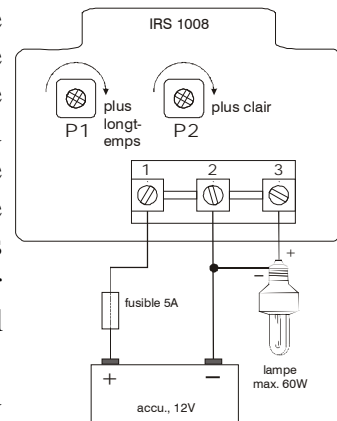 IRS 1008
plus
longt-
emps
P1
plus clair
P2
1 2 3
+
-
fusible 5A
lampe
max. 60W
+ -
accu., 12V